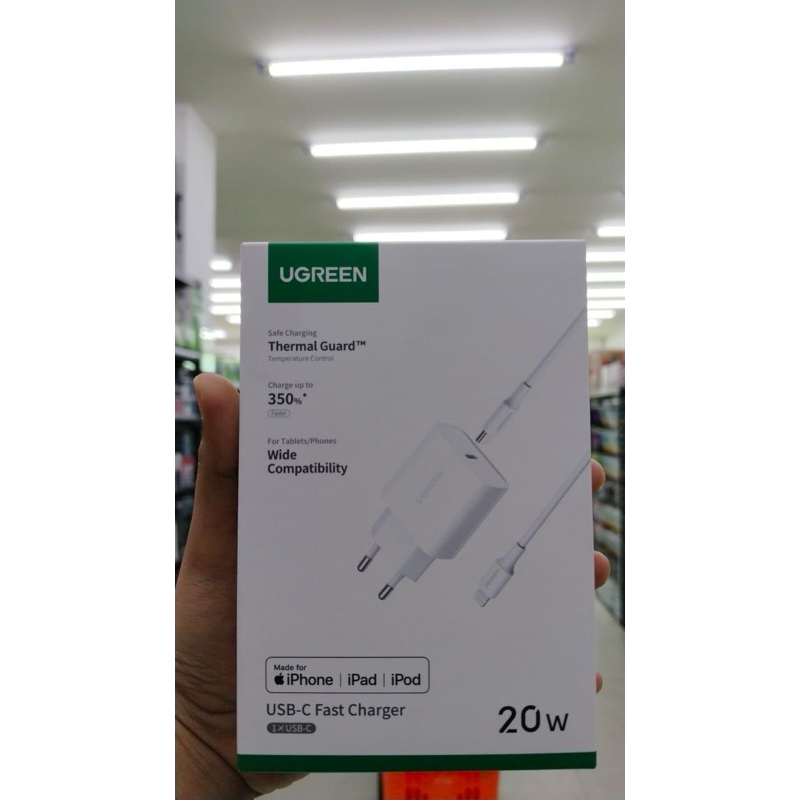 UGREEN
Safe Charging
Thermal Guard™
Temperature Control
Charge up to
350%*
Faster
For Tablets/Phones
Wide
Compatibility
UGREEN
Made for
iPhone | iPad | iPod
USB-C Fast Charger
1×USB-C
20W